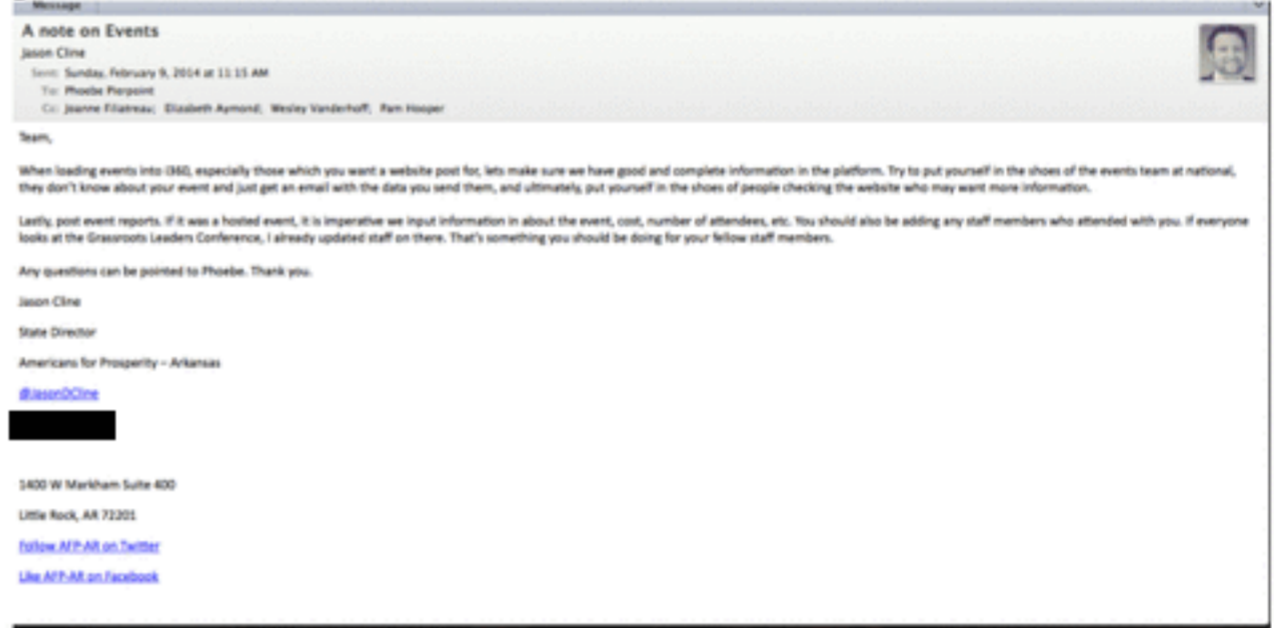 Message
A note on Events
Jason Cline
Sent: Sunday, February 9, 2014 at 11:15 AM
To: Phoebe Pierpoint
Cc: Joanne Filiatreau; Elizabeth Aymond; Wesley Vanderhoff; Pam Hooper
Team,
When loading events into i360, especially those which you want a website post for, lets make sure we have good and complete information in the platform. Try to put yourself in the shoes of the events team at national,
they don't know about your event and just get an email with the data you send them, and ultimately, put yourself in the shoes of people checking the website who may want more information.
Lastly, post event reports. If it was a hosted event, it is imperative we input information in about the event, cost, number of attendees, etc. You should also be adding any staff members who attended with you. If everyone
looks at the Grassroots Leaders Conference, I already updated staff on there. That's something you should be doing for your fellow staff members.
Any questions can be pointed to Phoebe. Thank you.
Jason Cline
State Director
Americans for Prosperity – Arkansas
@JasonDCline
1400 W Markham Suite 400
Little Rock, AR 72201
Follow AFP-AR on Twitter
Like AFP-AR on Facebook